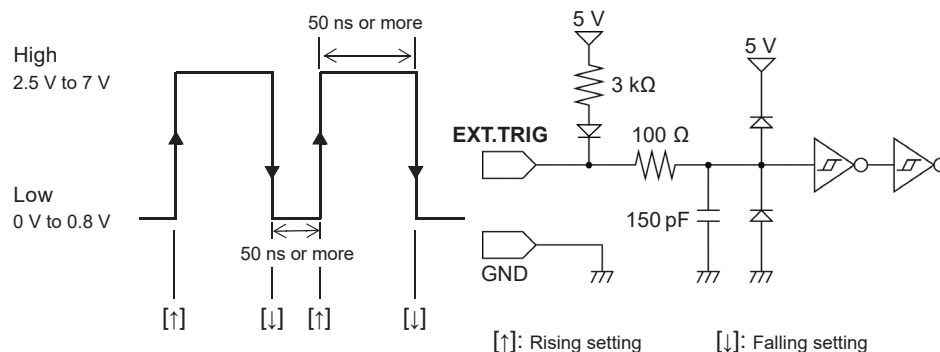 50 ns or more
High
2.5 V to 7 V
Low
0 V to 0.8 V
50 ns or more
[↑]
[↓]
[↑]
[↓]
5 V
3 kΩ
5 V
EXT.TRIG
100 Ω
150 pF
GND
[↑]: Rising setting
[↓]: Falling setting